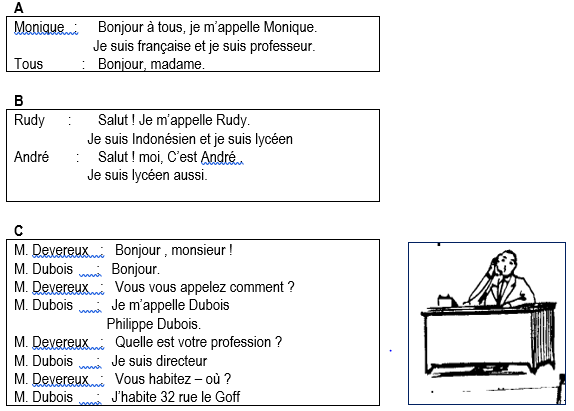 A
Monique : Bonjour à tous, je m'appelle Monique.
Je suis française et je suis professeur.
Tous : Bonjour, madame.
B
Rudy : Salut ! Je m'appelle Rudy.
Je suis Indonésien et je suis lycéen
André : Salut ! moi, C'est André .
Je suis lycéen aussi.
C
M. Devereux : Bonjour , monsieur !
M. Dubois : Bonjour.
M. Devereux : Vous vous appelez comment ?
M. Dubois : Je m'appelle Dubois
Philippe Dubois.
M. Devereux : Quelle est votre profession ?
M. Dubois : Je suis directeur
M. Devereux : Vous habitez – où ?
M. Dubois : J'habite 32 rue le Goff